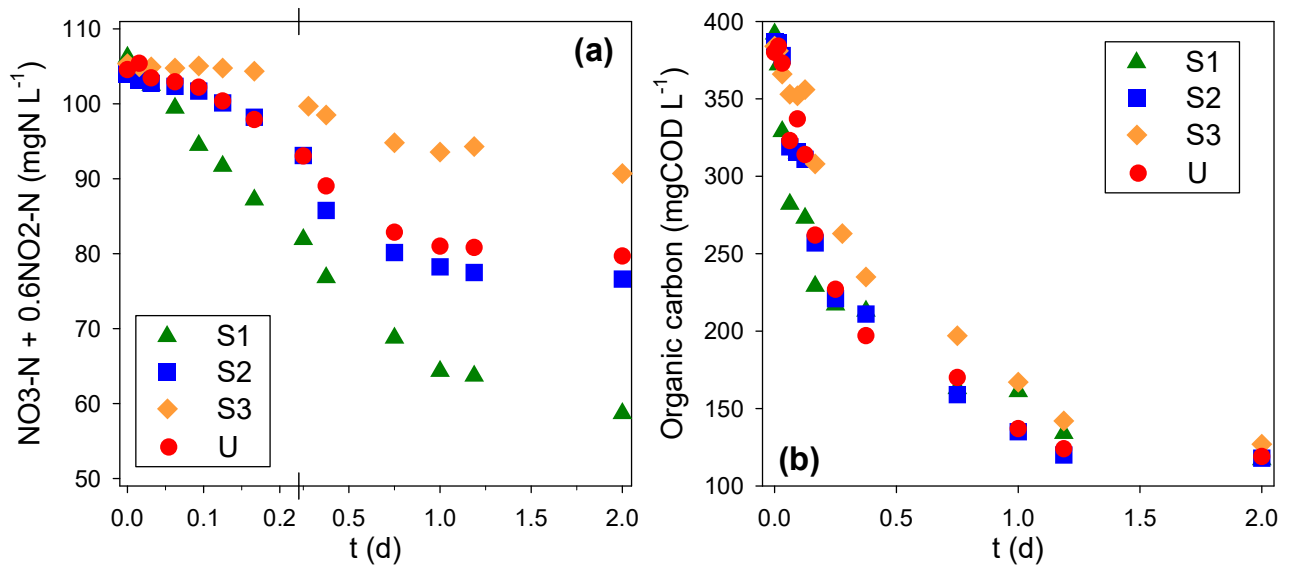 (a)
NO3-N + 0.6NO2-N (mgN L⁻¹)
110
100
90
80
70
60
50
S1
S2
S3
U
0.0 0.1 0.2 0.5 1.0 1.5 2.0
t (d)
(b)
Organic carbon (mgCOD L⁻¹)
400
350
300
250
200
150
100
S1
S2
S3
U
0.0 0.5 1.0 1.5 2.0
t (d)